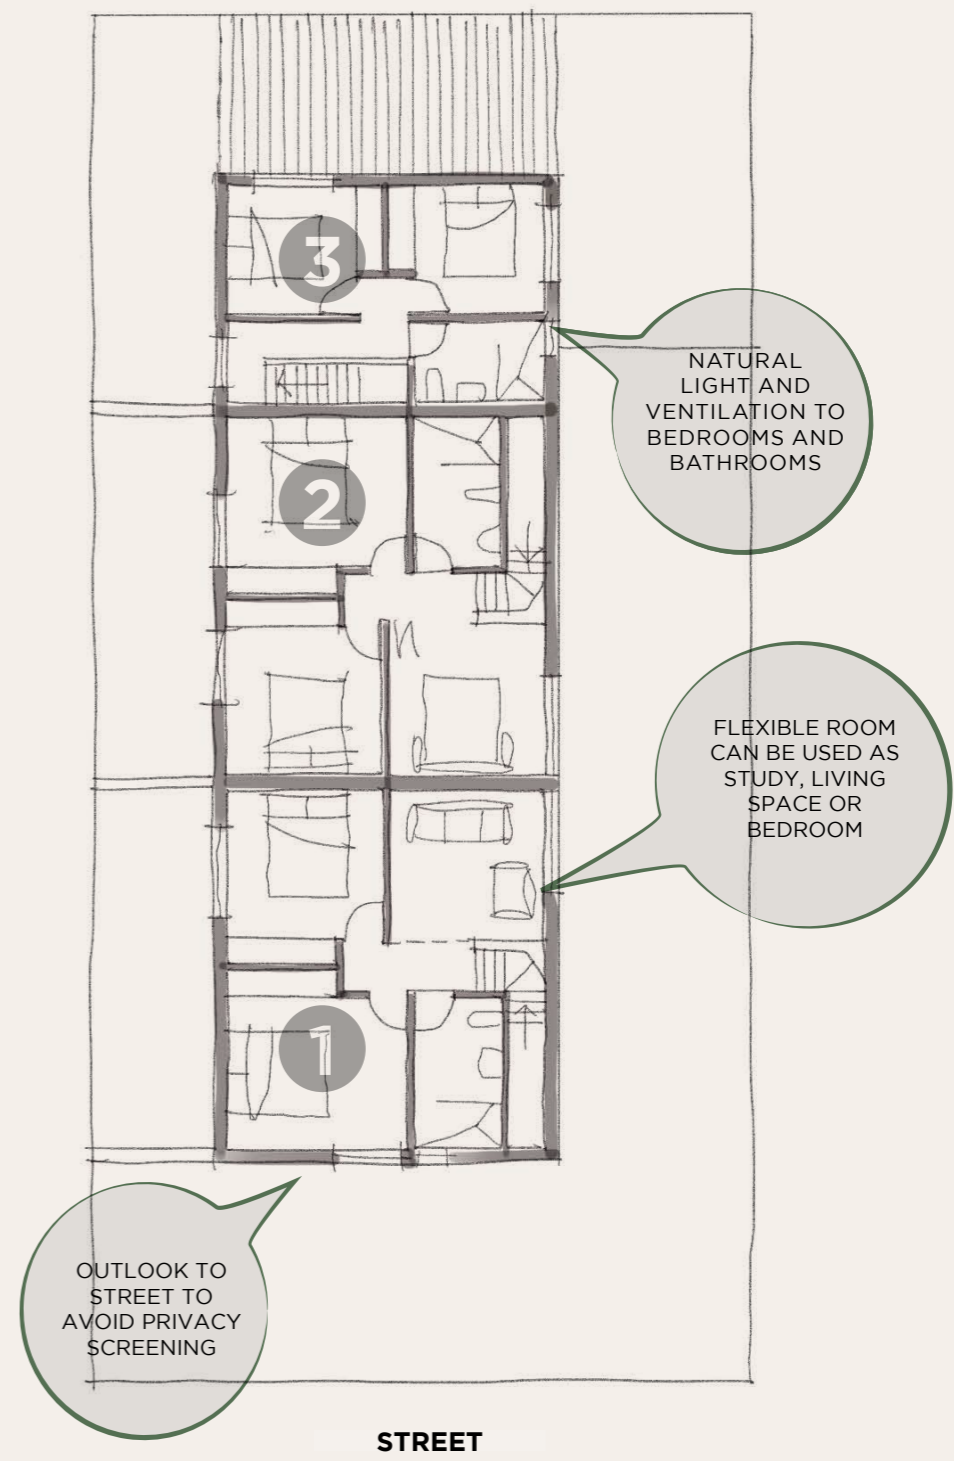 3
NATURAL
LIGHT AND
VENTILATION TO
BEDROOMS AND
BATHROOMS
2
FLEXIBLE ROOM
CAN BE USED AS
STUDY, LIVING
SPACE OR
BEDROOM
1
OUTLOOK TO
STREET TO
AVOID PRIVACY
SCREENING
STREET